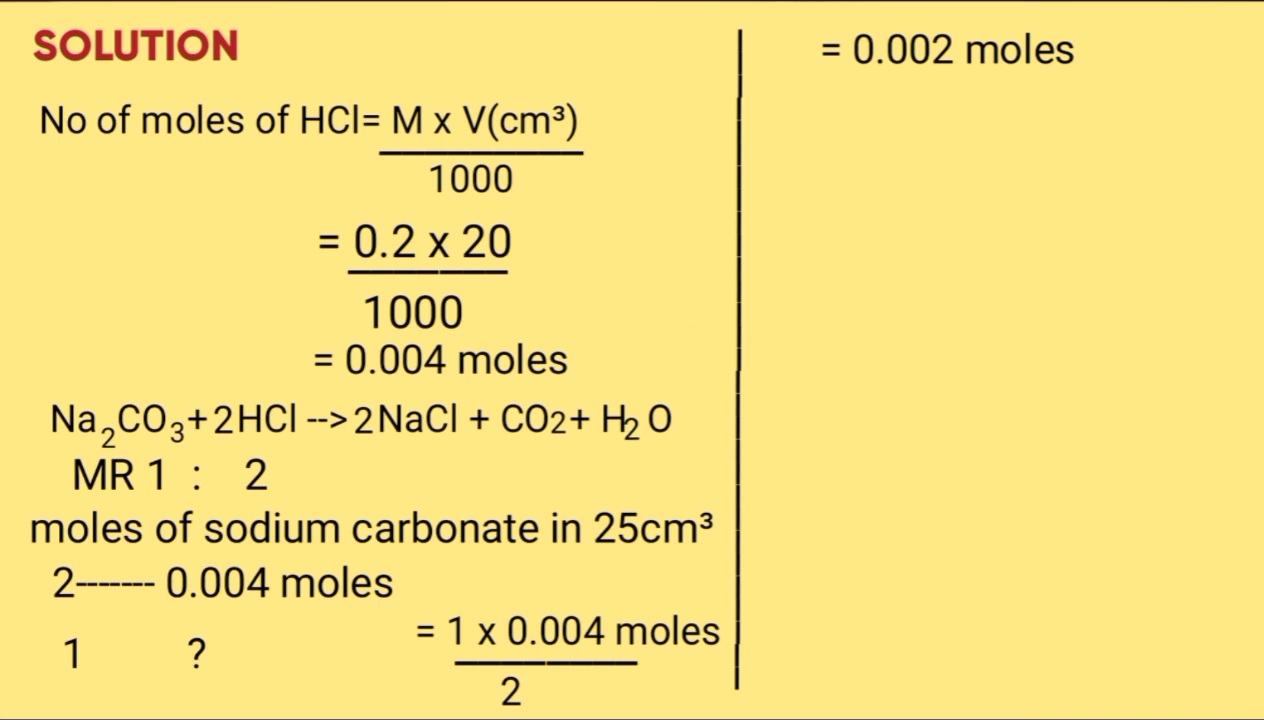 SOLUTION
No of moles of HCl= M x V(cm³)
1000
= 0.2 x 20
1000
= 0.004 moles
Na₂CO₃+2HCl -->2NaCl + CO2+ H₂O
MR 1 : 2
moles of sodium carbonate in 25cm³
2------- 0.004 moles
1 ?
= 1 x 0.004 moles
2
= 0.002 moles